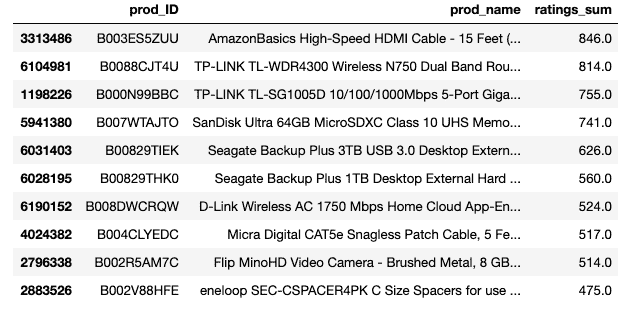 prod_ID prod_name ratings_sum
3313486 B003ES5ZUU AmazonBasics High-Speed HDMI Cable - 15 Feet (... 846.0
6104981 B0088CJT4U TP-LINK TL-WDR4300 Wireless N750 Dual Band Rou... 814.0
1198226 B000N99BBC TP-LINK TL-SG1005D 10/100/1000Mbps 5-Port Giga... 755.0
5941380 B007WTAJTO SanDisk Ultra 64GB MicroSDXC Class 10 UHS Memo... 741.0
6031403 B00829TIEK Seagate Backup Plus 3TB USB 3.0 Desktop Extern... 626.0
6028195 B00829THK0 Seagate Backup Plus 1TB Desktop External Hard ... 560.0
6190152 B008DWCRQW D-Link Wireless AC 1750 Mbps Home Cloud App-En... 524.0
4024382 B004CLYEDC Micra Digital CAT5e Snagless Patch Cable, 5 Fe... 517.0
2796338 B002R5AM7C Flip MinoHD Video Camera - Brushed Metal, 8 GB... 514.0
2883526 B002V88HFE eneloop SEC-CSPACER4PK C Size Spacers for use ... 475.0